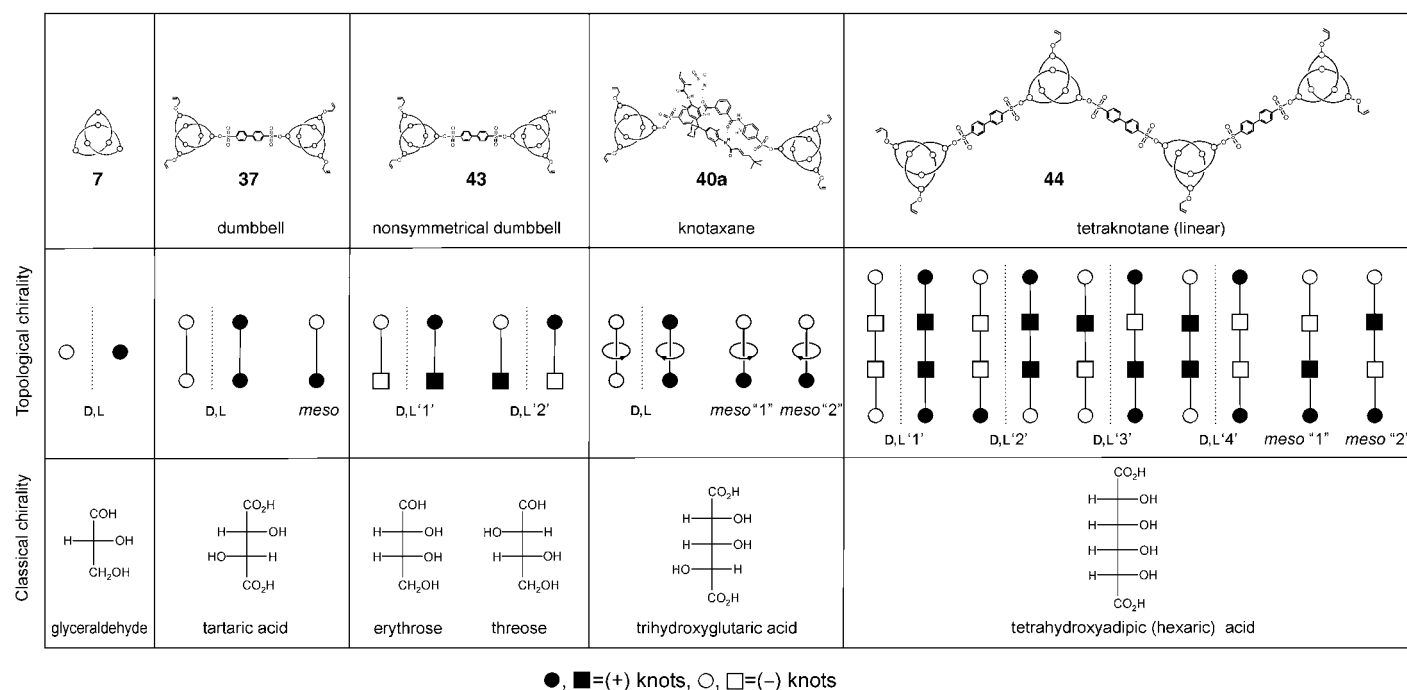 7
37
43
40a
44
dumbbell
nonsymmetrical dumbbell
knotaxane
tetraknotane (linear)
Topological chirality
D,L
D,L
meso
D,L '1'
D,L '2'
D,L
meso "1"
meso "2"
D,L '1'
D,L '2'
D,L '3'
D,L '4'
meso "1"
meso "2"
Classical chirality
COH
H OH
CH2OH
glyceraldehyde
CO2H
H OH
HO H
CO2H
tartaric acid
COH
H OH
H OH
CH2OH
erythrose
COH
HO H
H OH
CH2OH
threose
CO2H
H OH
H OH
HO H
CO2H
trihydroxyglutaric acid
CO2H
H OH
H OH
H OH
H OH
CO2H
tetrahydroxyadipic (hexaric) acid
●, ■=(+) knots, ○, □=(−) knots